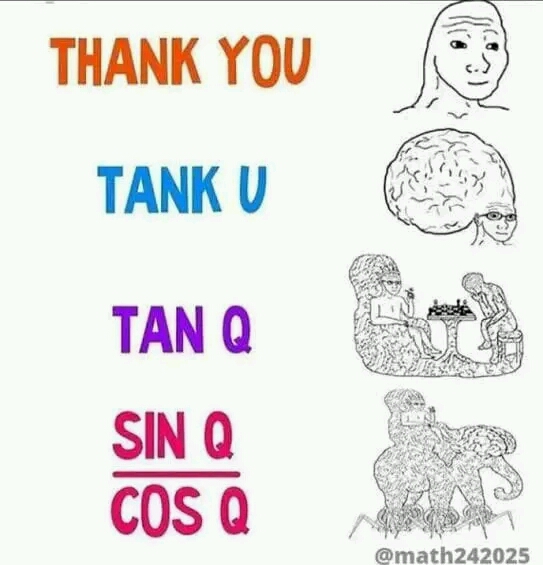 THANK YOU
TANK U
TAN Q
SIN Q
COS Q
@math242025